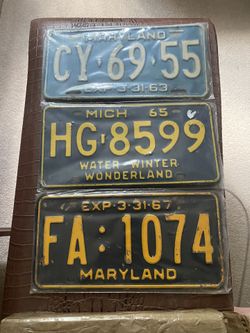 MARYLAND
CY·69·55
EXP·3·31·63
MICH 65
HG·8599
WATER-WINTER
WONDERLAND
EXP·3·31·67
FA:1074
MARYLAND